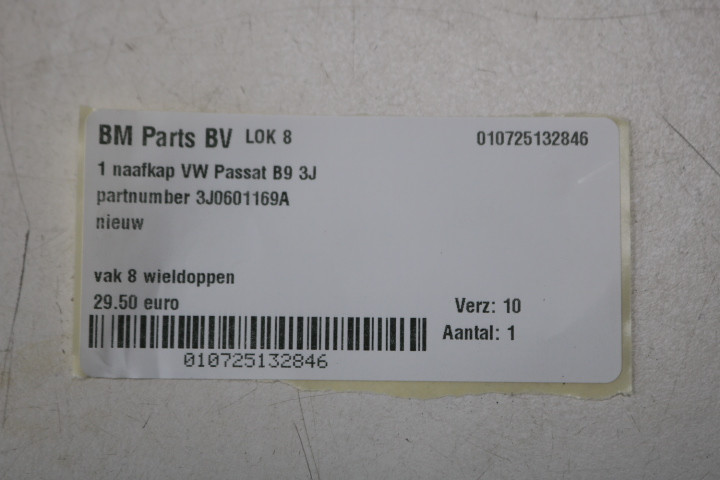 BM Parts BV LOK 8 010725132846
1 naafkap VW Passat B9 3J
partnumber 3J0601169A
nieuw
vak 8 wieldoppen
29.50 euro Verz: 10
Aantal: 1
010725132846